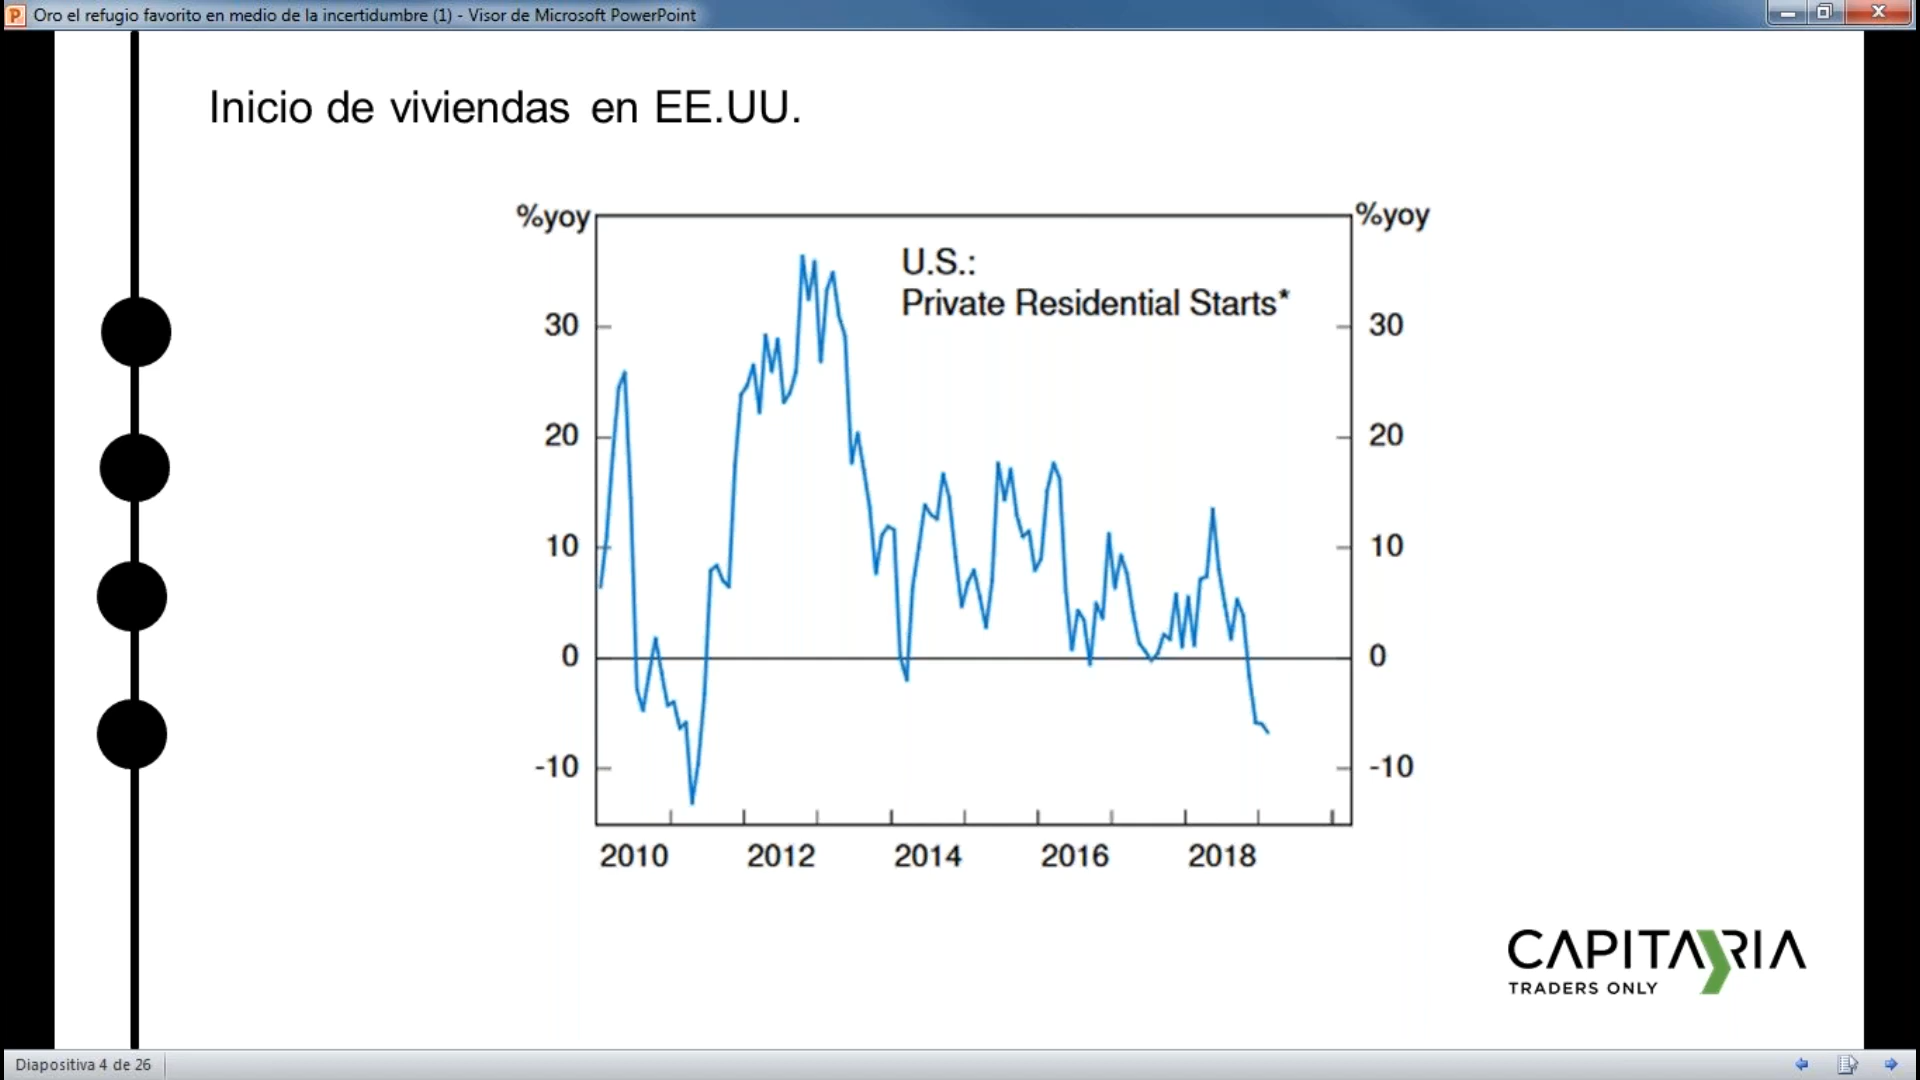 Oro el refugio favorito en medio de la incertidumbre (1) - Visor de Microsoft PowerPoint
Inicio de viviendas en EE.UU.
%yoy
%yoy
U.S.:
Private Residential Starts*
30
30
20
20
10
10
0
0
-10
-10
2010
2012
2014
2016
2018
CAPITARIA
TRADERS ONLY
Diapositiva 4 de 26